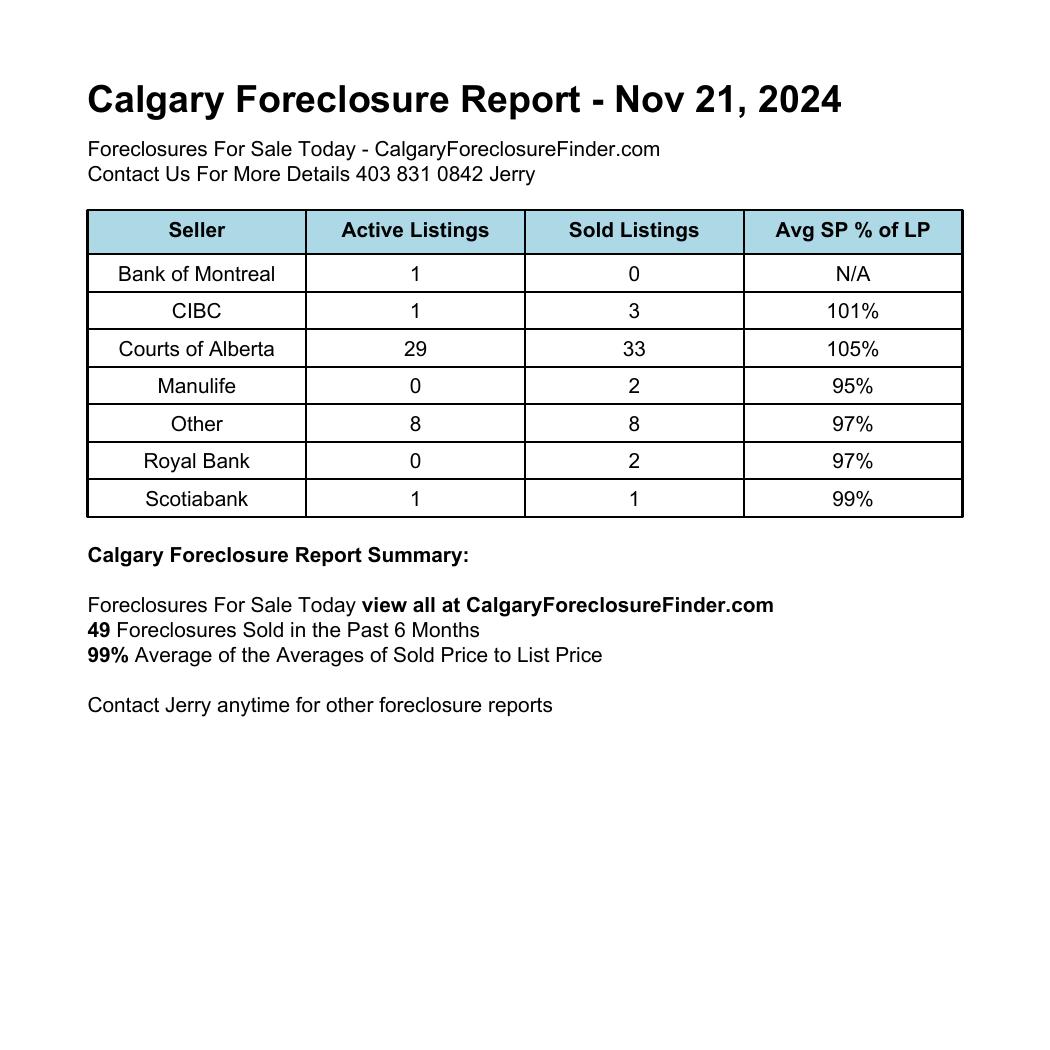 Calgary Foreclosure Report - Nov 21, 2024
Foreclosures For Sale Today - CalgaryForeclosureFinder.com
Contact Us For More Details 403 831 0842 Jerry
Seller Active Listings Sold Listings Avg SP % of LP
Bank of Montreal 1 0 N/A
CIBC 1 3 101%
Courts of Alberta 29 33 105%
Manulife 0 2 95%
Other 8 8 97%
Royal Bank 0 2 97%
Scotiabank 1 1 99%
Calgary Foreclosure Report Summary:
Foreclosures For Sale Today view all at CalgaryForeclosureFinder.com
49 Foreclosures Sold in the Past 6 Months
99% Average of the Averages of Sold Price to List Price
Contact Jerry anytime for other foreclosure reports